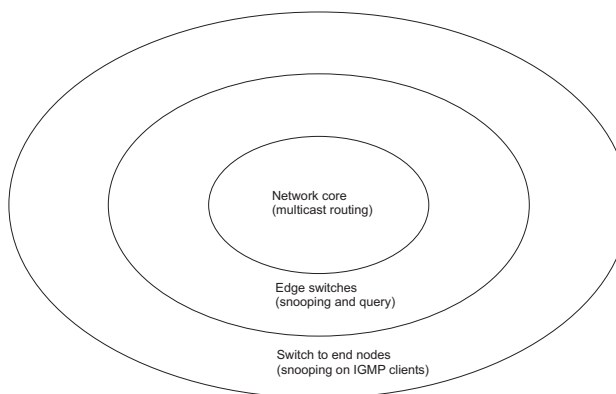 Network core
(multicast routing)
Edge switches
(snooping and query)
Switch to end nodes
(snooping on IGMP clients)